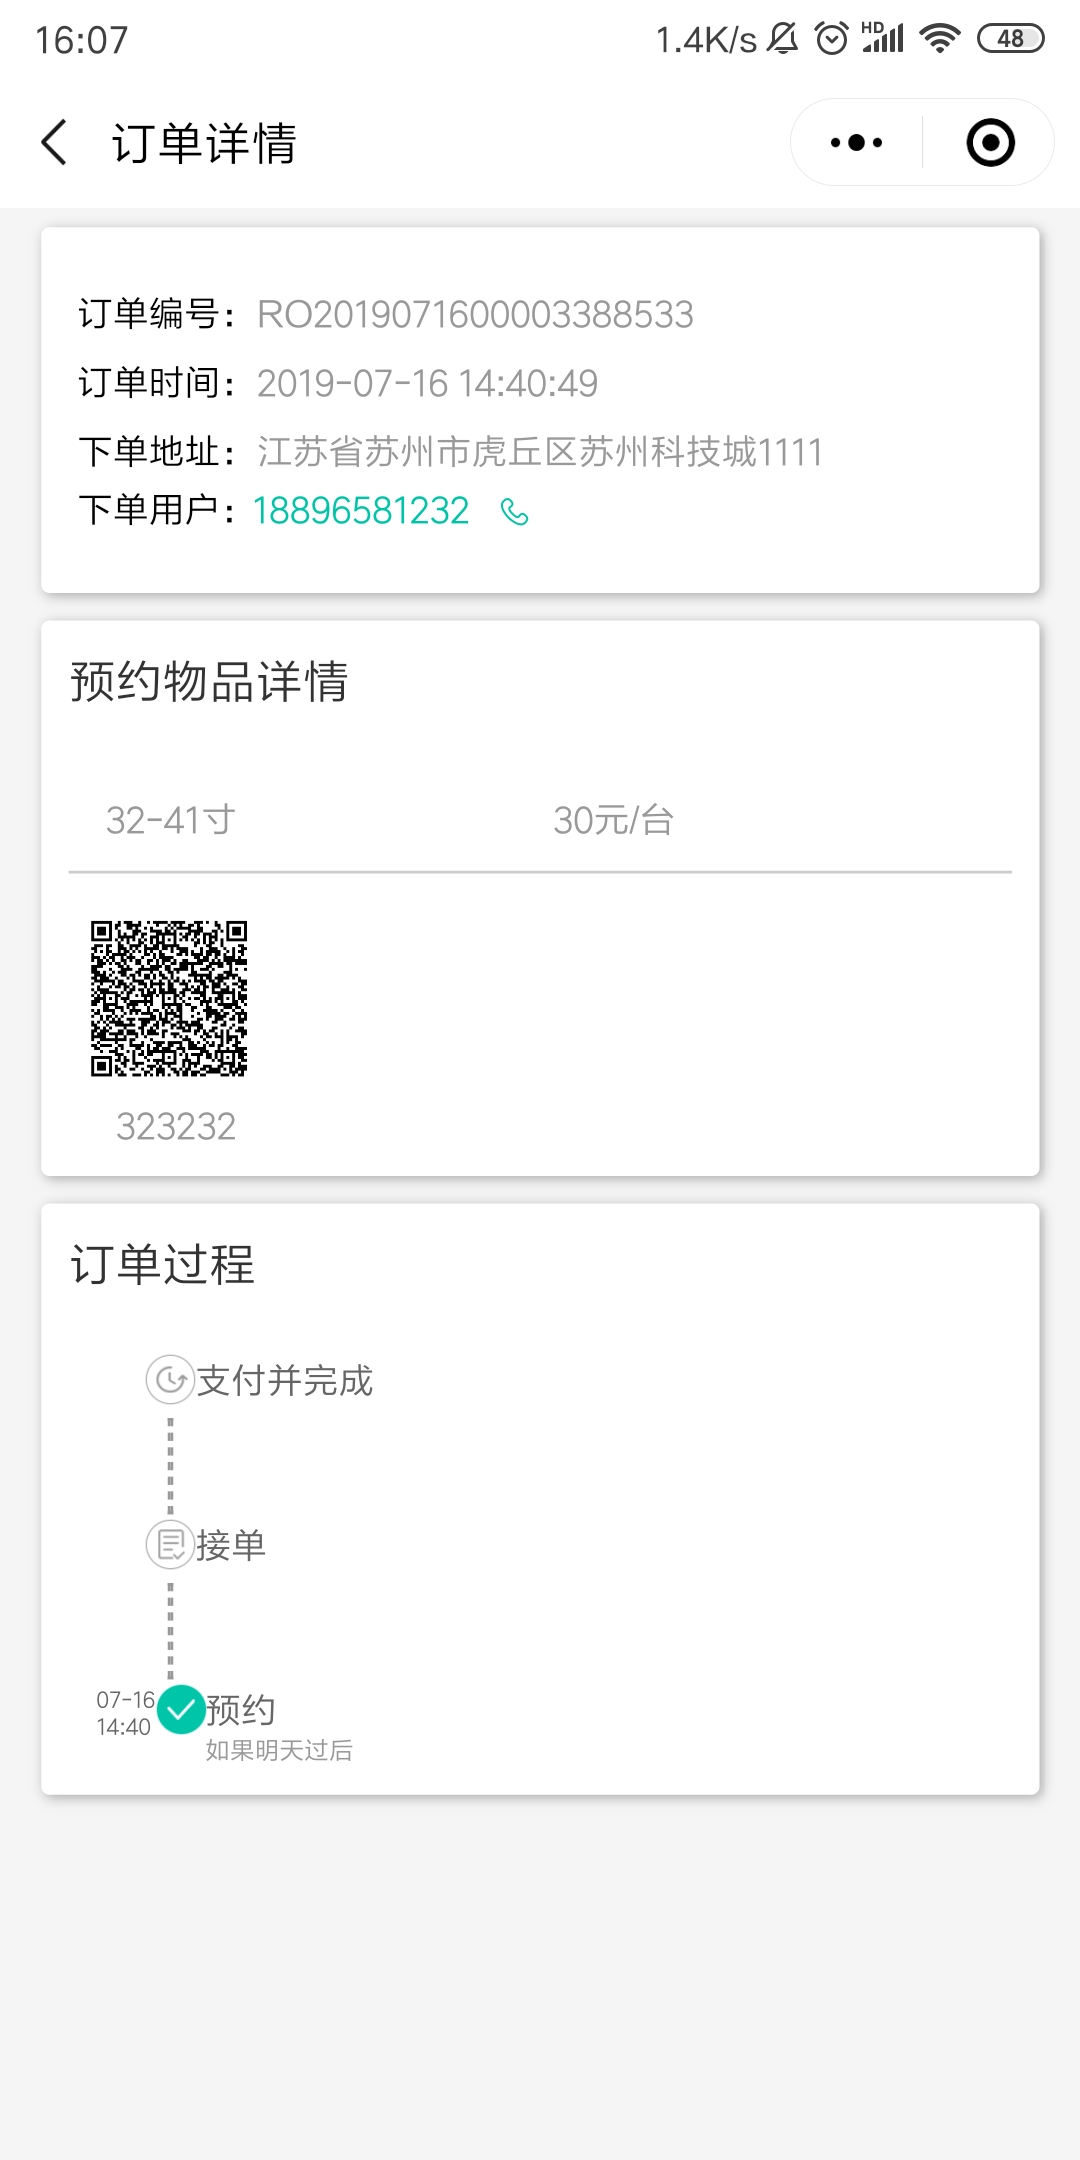 16:07
1.4K/s HD 48
订单详情
订单编号：RO2019071600003388533
订单时间：2019-07-16 14:40:49
下单地址：江苏省苏州市虎丘区苏州科技城1111
下单用户：18896581232
预约物品详情
32-41寸 30元/台
323232
订单过程
支付并完成
接单
07-16 预约
14:40
如果明天过后